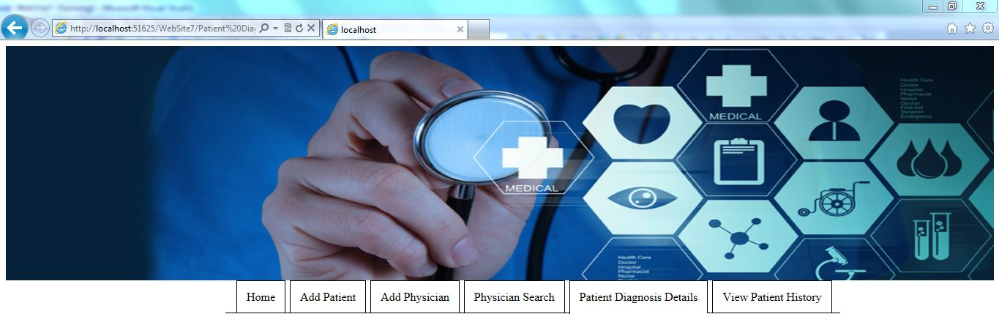 http://localhost:51625/WebSite7/Patient%20Dia
localhost
MEDICAL
Health Care
Doctor
Hospital
Pharmacist
Nurse
Dentist
First Aid
Surgeon
Emergency
MEDICAL
Health Care
Doctor
Hospital
Pharmacist
Nurse
Home Add Patient Add Physician Physician Search Patient Diagnosis Details View Patient History